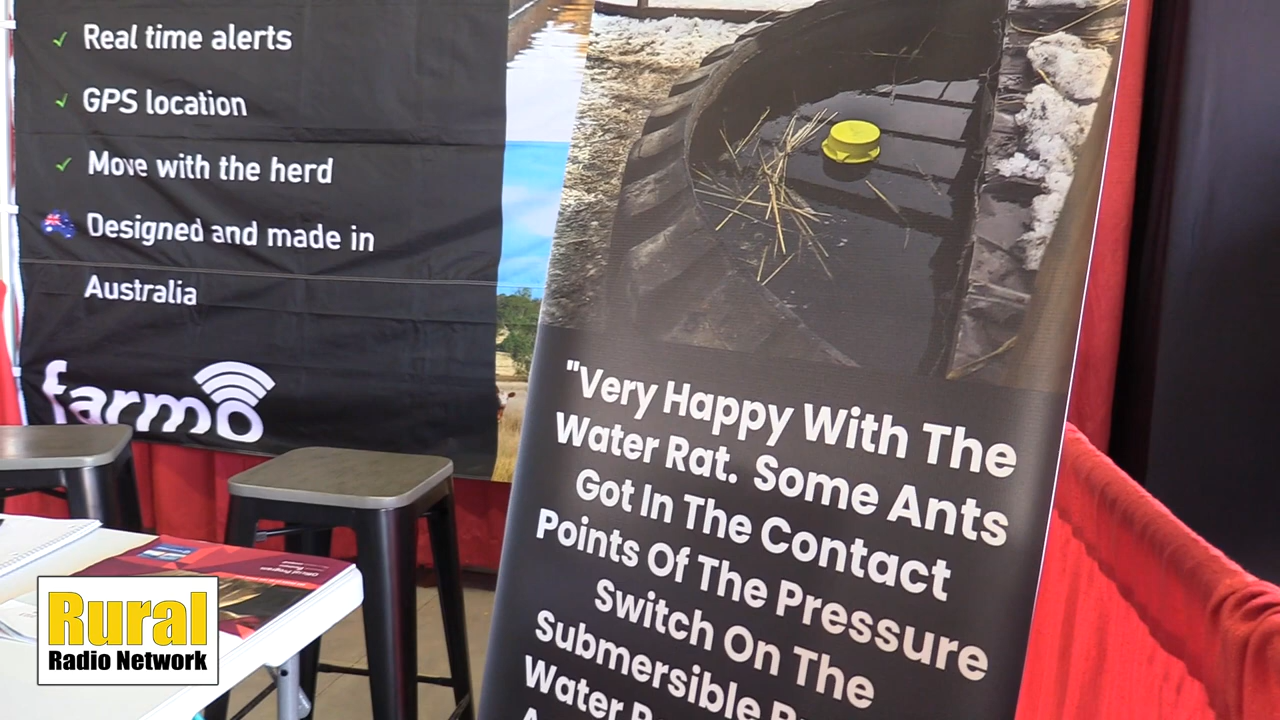 Real time alerts
GPS location
Move with the herd
Designed and made in
Australia
farmo
"Very Happy With The
Water Rat. Some Ants
Got In The Contact
Points Of The Pressure
Switch On The
Submersible
Water
Official Program
Rural
Radio Network